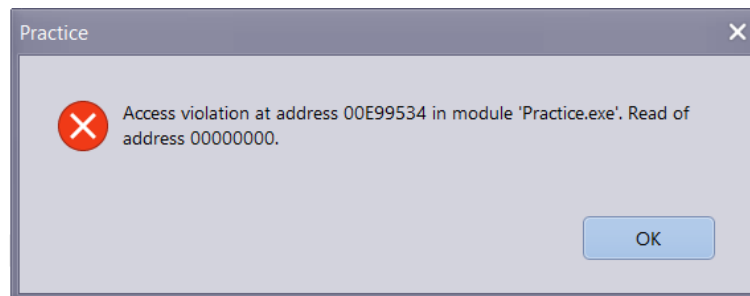 Practice
Access violation at address 00E99534 in module 'Practice.exe'. Read of
address 00000000.
OK